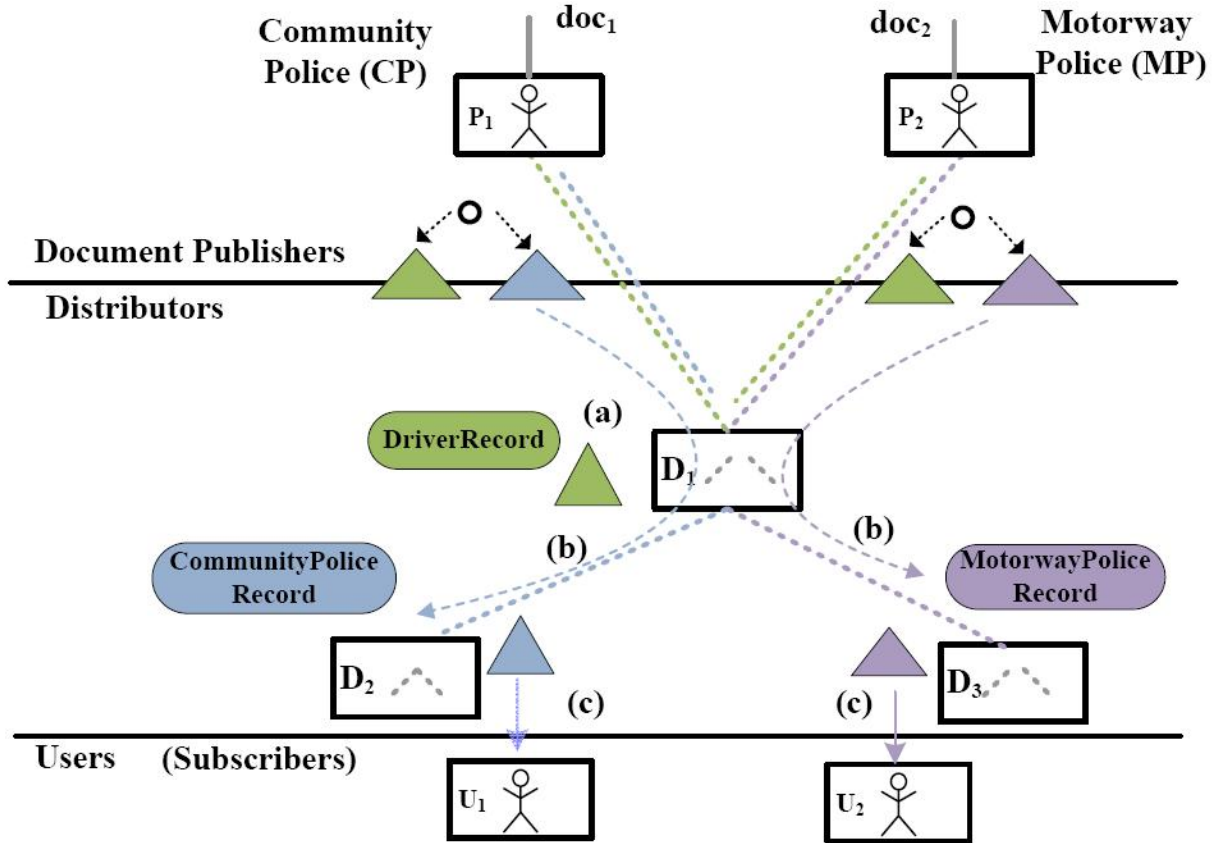 Community
Police (CP)
doc₁
doc₂
Motorway
Police (MP)
P₁
P₂
Document Publishers
Distributors
(a)
DriverRecord
D₁
(b)
(b)
CommunityPolice
Record
MotorwayPolice
Record
D₂
D₃
(c)
(c)
Users (Subscribers)
U₁
U₂